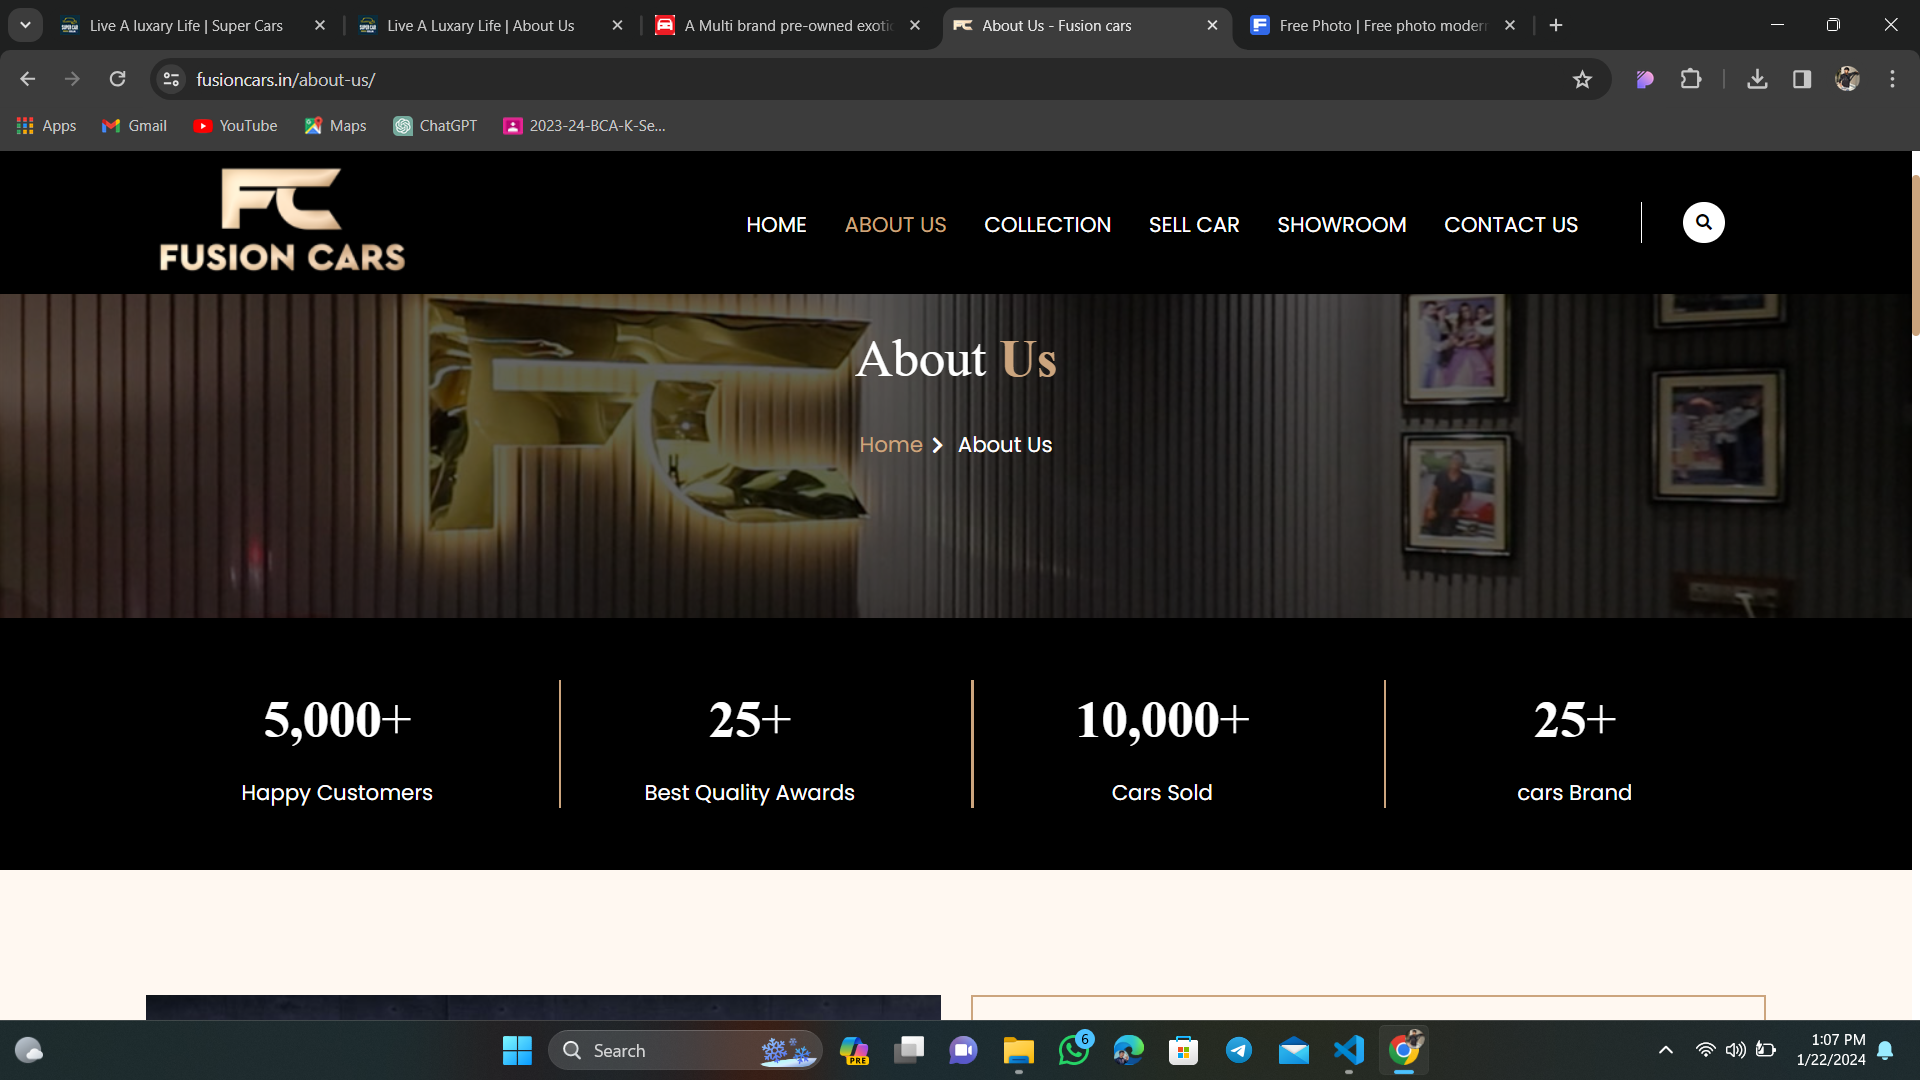 Live A luxary Life | Super Cars
Live A Luxary Life | About Us
A Multi brand pre-owned exotic
About Us - Fusion cars
Free Photo | Free photo modern
fusioncars.in/about-us/
Apps
Gmail
YouTube
Maps
ChatGPT
2023-24-BCA-K-Se...
FC
FUSION CARS
HOME
ABOUT US
COLLECTION
SELL CAR
SHOWROOM
CONTACT US
FC
About Us
Home
About Us
5,000+
25+
10,000+
25+
Happy Customers
Best Quality Awards
Cars Sold
cars Brand
Search
PRE
6
1:07 PM
1/22/2024